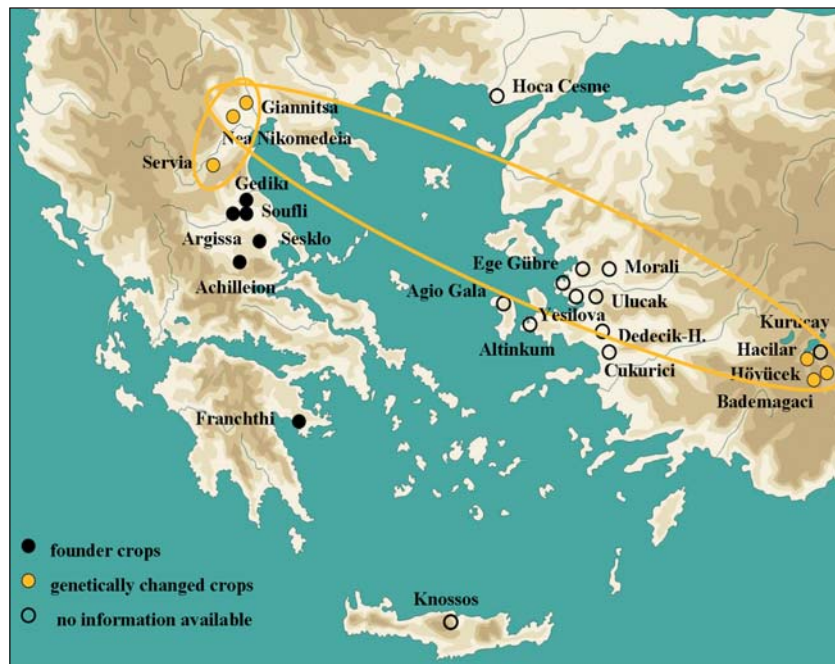 Hoca Cesme
Giannitsa
Nea Nikomedeia
Servia
Gediki
Soufli
Argissa
Sesklo
Achilleion
Ege Gübre
Morali
Agio Gala
Ulucak
Yesilova
Altinkum
Dedecik-H.
Cukurici
Kurucay
Hacilar
Höyücek
Bademagaci
Franchthi
founder crops
genetically changed crops
no information available
Knossos